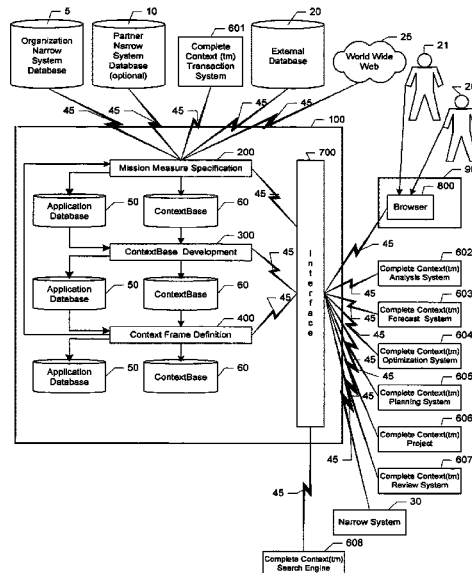 5
Organization
Narrow
System
Database
10
Partner
Narrow
System
Database
(optional)
601
Complete
Context (tm)
Transaction
System
20
External
Database
25
World Wide
Web
21
45
45
45
45
45
100
200
Mission Measure Specification
700
Interface
90
800
Browser
45
45
Application
Database
50
ContextBase
60
300
ContextBase Development
45
602
Complete Context(tm)
Analysis System
45
603
Complete Context(tm)
Forecast System
45
Application
Database
50
ContextBase
60
45
604
Complete Context(tm)
Optimization System
45
400
Context Frame Definition
45
605
Complete Context(tm)
Planning System
45
Application
Database
50
ContextBase
60
606
Complete Context(tm)
Project
607
Complete Context(tm)
Review System
45
45
30
Narrow System
608
Complete Context(tm)
Search Engine